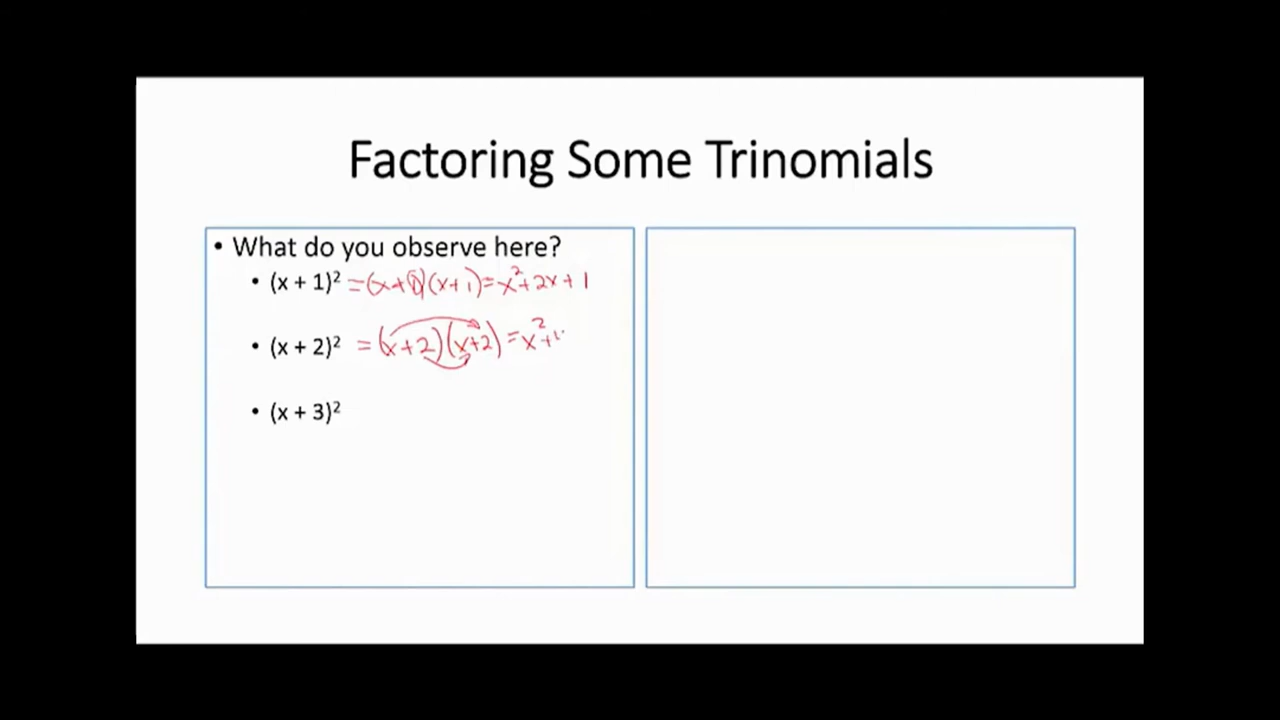 Factoring Some Trinomials
• What do you observe here?
• (x + 1)² = (x+1)(x+1) = x²+2x+1
• (x + 2)² = (x+2)(x+2) = x²+
• (x + 3)²